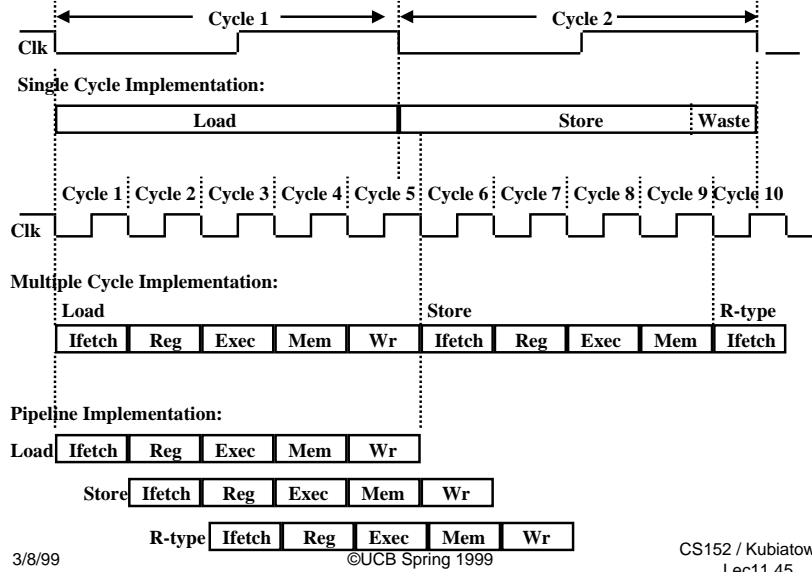 Cycle 1 Cycle 2
Clk
Single Cycle Implementation:
Load Store Waste
Cycle 1 Cycle 2 Cycle 3 Cycle 4 Cycle 5 Cycle 6 Cycle 7 Cycle 8 Cycle 9 Cycle 10
Clk
Multiple Cycle Implementation:
Load Store R-type
Ifetch Reg Exec Mem Wr Ifetch Reg Exec Mem Ifetch
Pipeline Implementation:
Load Ifetch Reg Exec Mem Wr
Store Ifetch Reg Exec Mem Wr
R-type Ifetch Reg Exec Mem Wr
3/8/99 ©UCB Spring 1999 CS152 / Kubiatow
Lec11.45